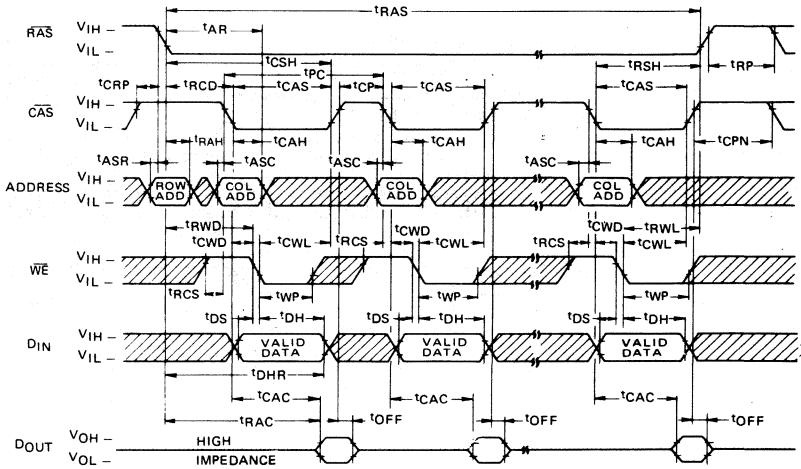 tRAS
RAS VIH –
VIL –
tAR
tCSH
tPC
tRSH
tRP
tCRP
tRCD
tCAS
tCP
tCAS
tCAS
CAS VIH –
VIL –
tRAH
tCAH
tCAH
tCAH
tCPN
tASR
tASC
tASC
tASC
ADDRESS VIH –
VIL –
ROW ADD
COL ADD
COL ADD
COL ADD
tRWD
tCWD
tCWL
tRCS
tCWD
tCWL
tRCS
tCWD
tRWL
tCWL
WE VIH –
VIL –
tRCS
tWP
tWP
tWP
tDS
tDH
tDS
tDH
tDS
tDH
DIN VIH –
VIL –
VALID DATA
VALID DATA
VALID DATA
tDHR
tCAC
tCAC
tCAC
tRAC
tOFF
tOFF
tOFF
DOUT VOH –
VOL –
HIGH
IMPEDANCE